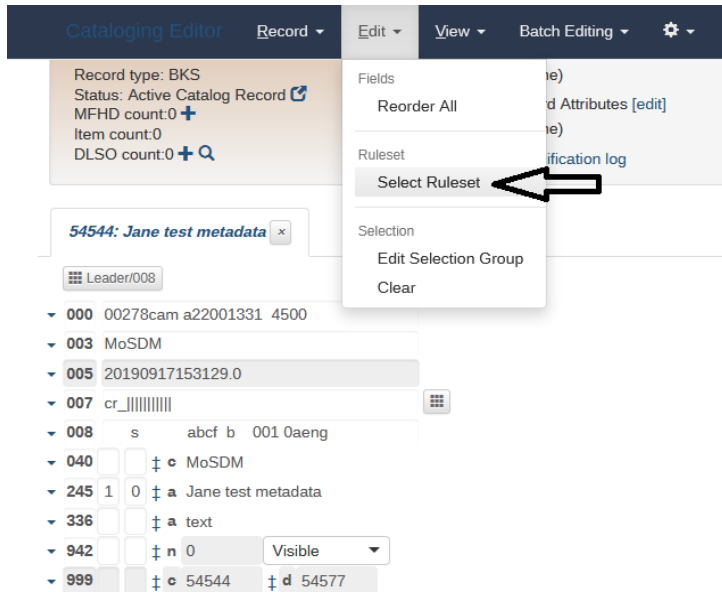 Cataloging Editor Record Edit View Batch Editing
Record type: BKS
Status: Active Catalog Record
MFHD count:0
Item count:0
DLSO count:0
Fields
Reorder All
Ruleset
Select Ruleset
Selection
Edit Selection Group
Clear
ne)
rd Attributes [edit]
ne)
ification log
54544: Jane test metadata ×
Leader/008
000 00278cam a22001331 4500
003 MoSDM
005 20190917153129.0
007 cr_|||||||||||
008 s abcf b 001 0aeng
040 ‡ c MoSDM
245 1 0 ‡ a Jane test metadata
336 ‡ a text
942 ‡ n 0 Visible
999 ‡ c 54544 ‡ d 54577